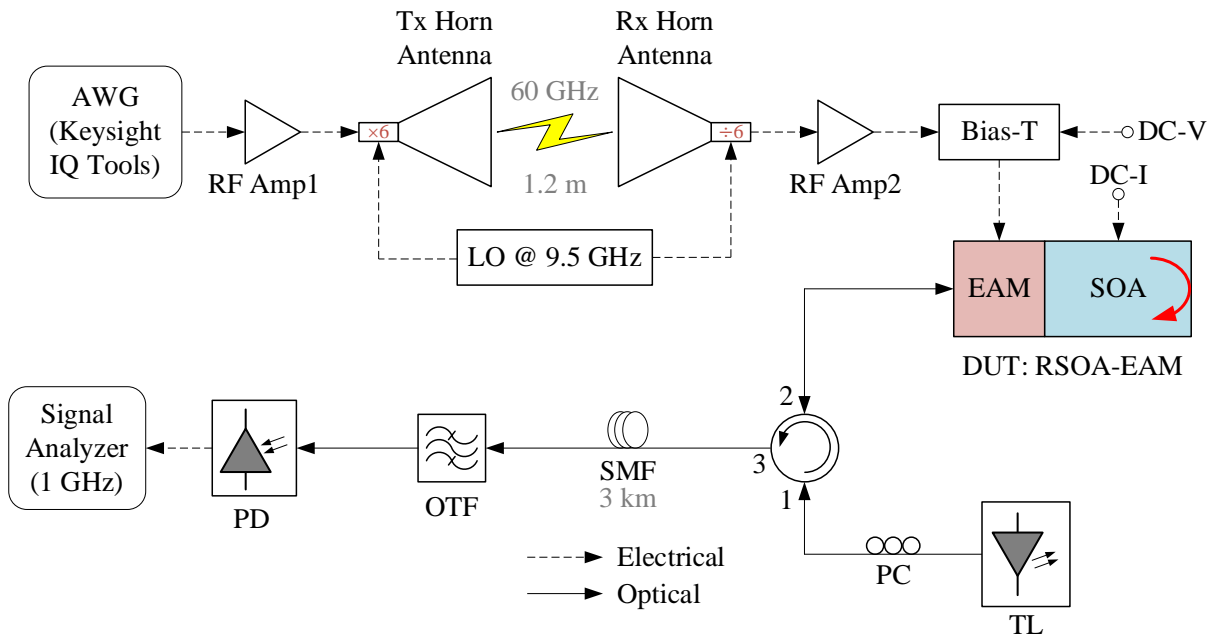 Tx Horn
Antenna
Rx Horn
Antenna
AWG
(Keysight
IQ Tools)
RF Amp1
×6
60 GHz
1.2 m
÷6
RF Amp2
Bias-T
DC-V
DC-I
LO @ 9.5 GHz
EAM
SOA
DUT: RSOA-EAM
Signal
Analyzer
(1 GHz)
PD
OTF
SMF
3 km
2
3
1
PC
TL
Electrical
Optical